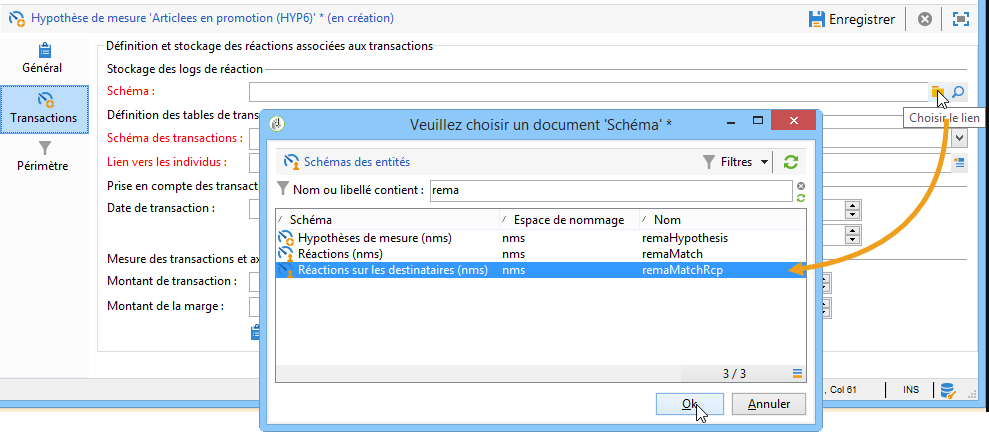 Hypothèse de mesure 'Articlees en promotion (HYP6)' * (en création)
Enregistrer
Général
Transactions
Périmètre
Définition et stockage des réactions associées aux transactions
Stockage des logs de réaction
Schéma :
Choisir le lien
Définition des tables de trans
Schéma des transactions :
Lien vers les individus :
Prise en compte des transact
Date de transaction :
Mesure des transactions et ax
Montant de transaction :
Montant de la marge :
, Col 61
INS
Veuillez choisir un document 'Schéma' *
Schémas des entités
Filtres
Nom ou libellé contient :
rema
Schéma
Espace de nommage
Nom
Hypothèses de mesure (nms)
nms
remaHypothesis
Réactions (nms)
nms
remaMatch
Réactions sur les destinataires (nms)
nms
remaMatchRcp
3 / 3
Ok
Annuler